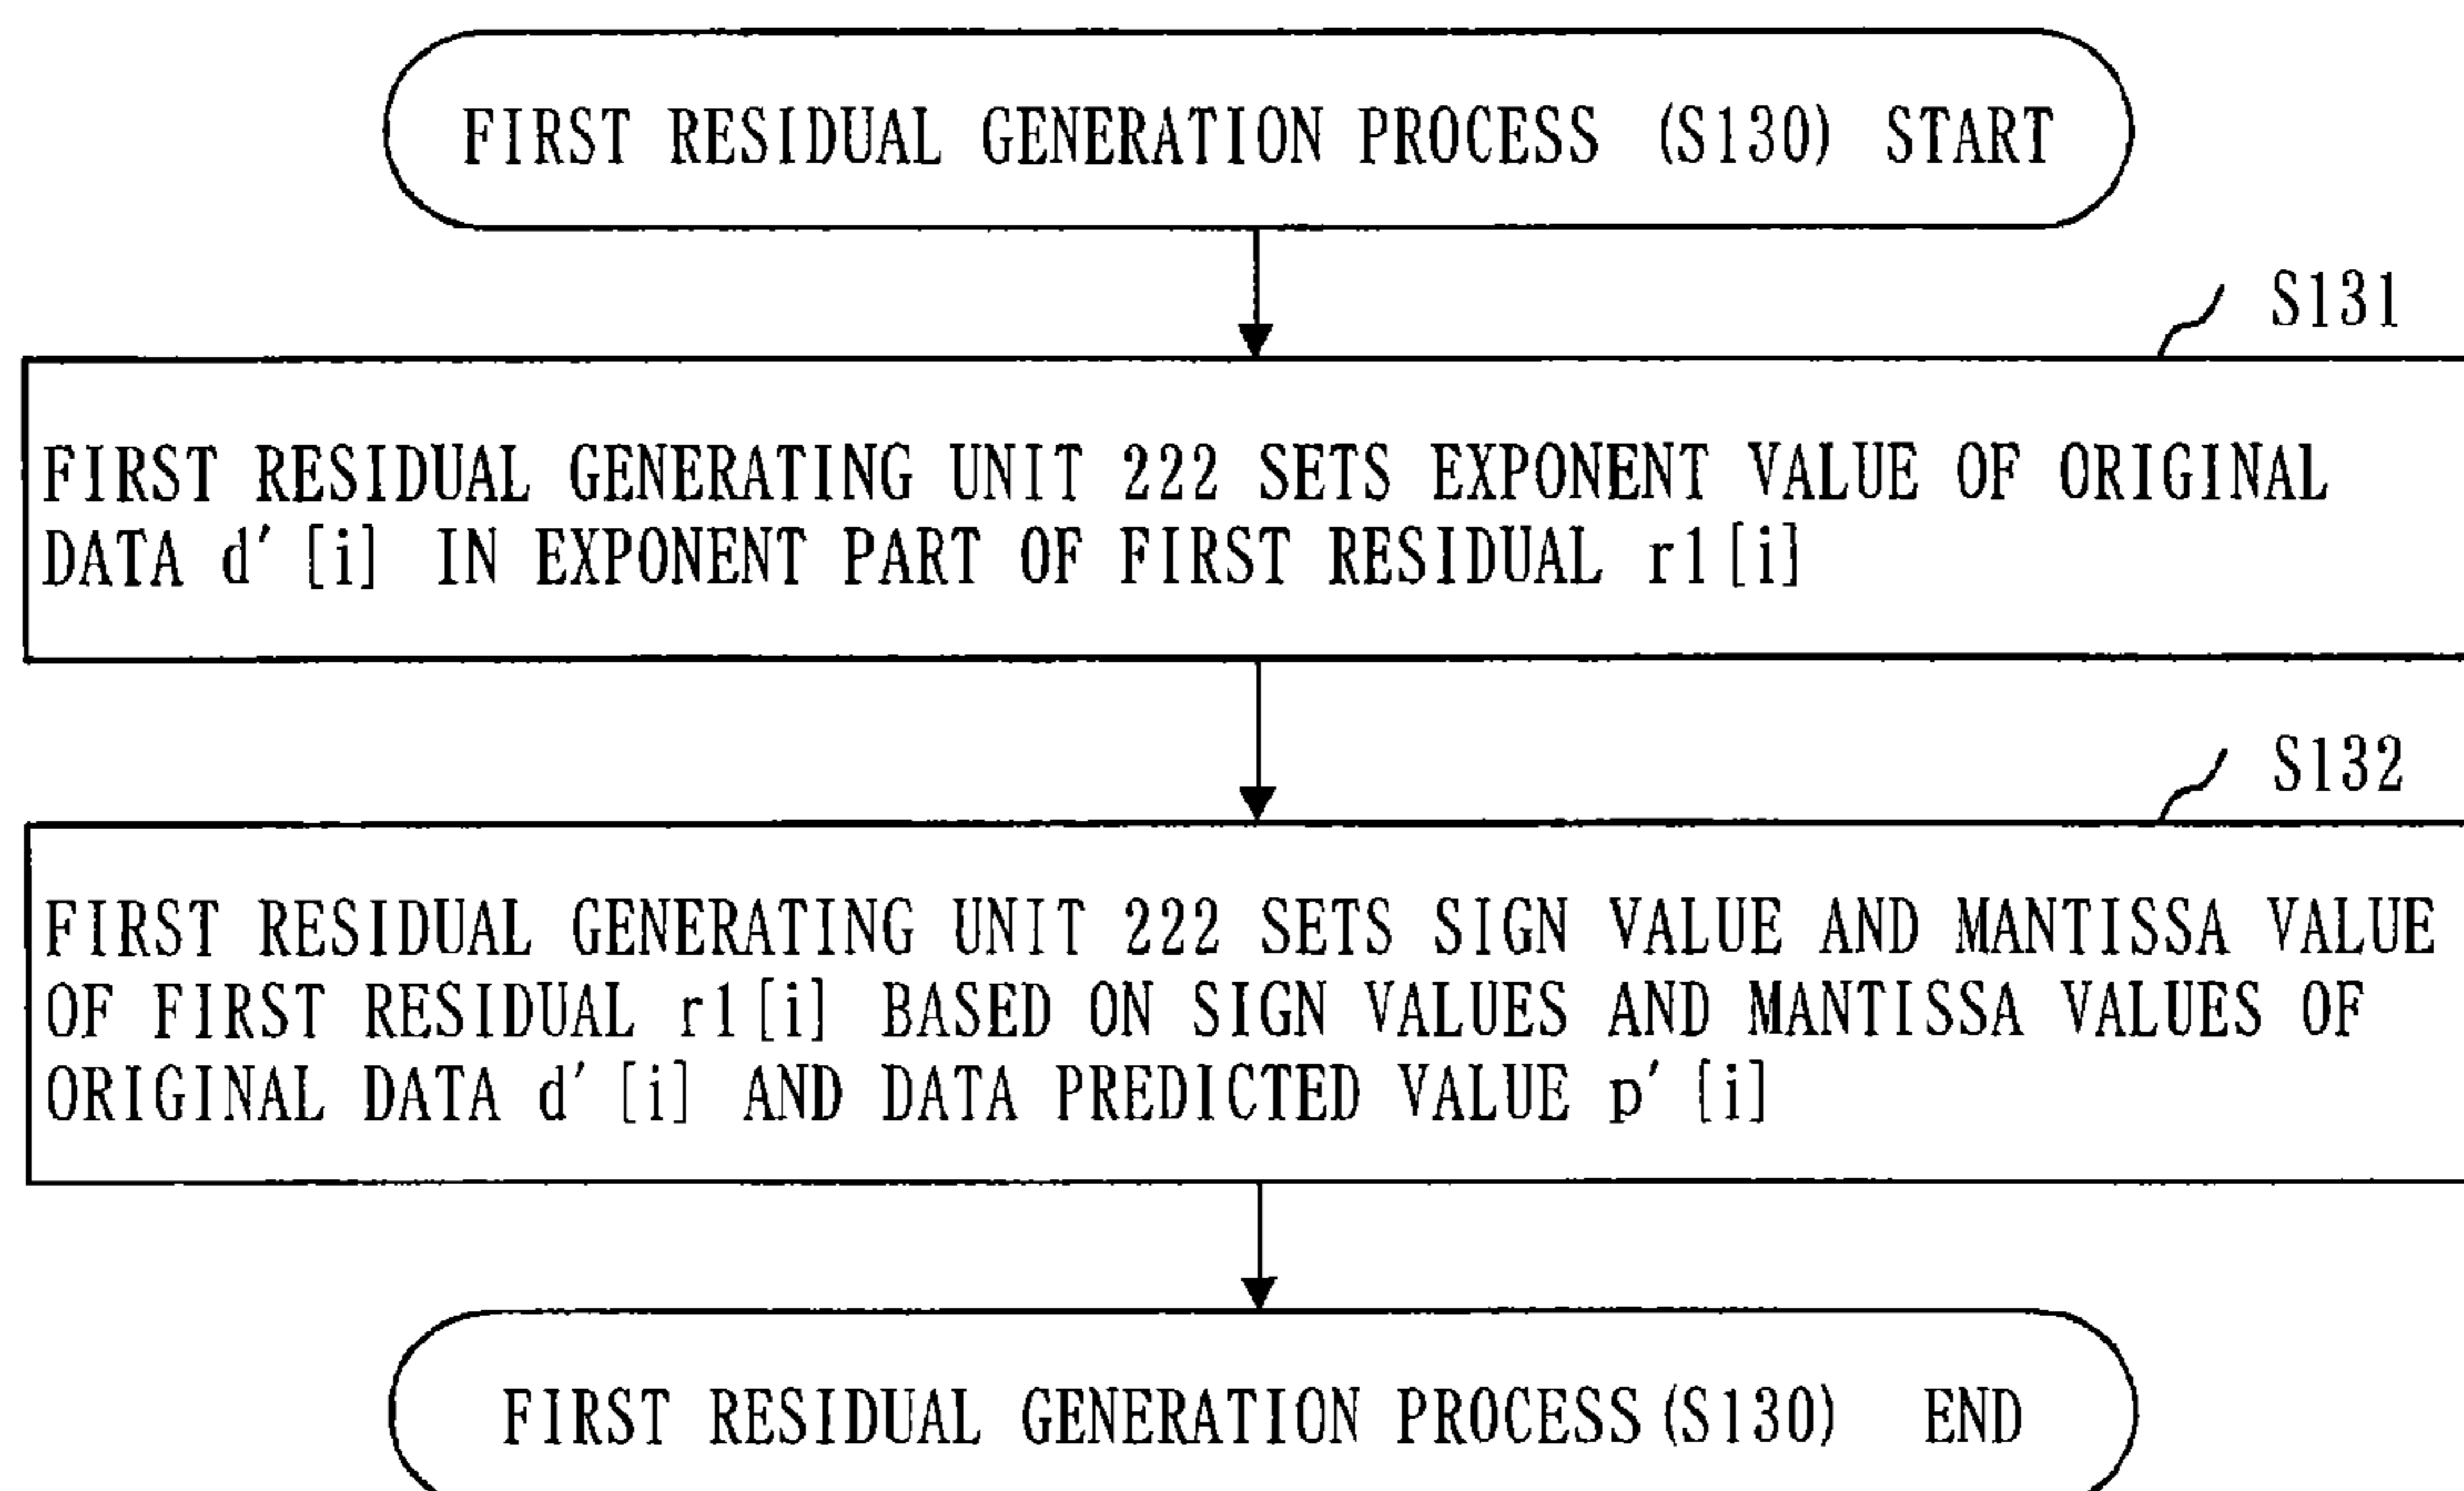 FIRST RESIDUAL GENERATION PROCESS (S130) START
S131
FIRST RESIDUAL GENERATING UNIT 222 SETS EXPONENT VALUE OF ORIGINAL
DATA d'[i] IN EXPONENT PART OF FIRST RESIDUAL r1[i]
S132
FIRST RESIDUAL GENERATING UNIT 222 SETS SIGN VALUE AND MANTISSA VALUE
OF FIRST RESIDUAL r1[i] BASED ON SIGN VALUES AND MANTISSA VALUES OF
ORIGINAL DATA d'[i] AND DATA PREDICTED VALUE p'[i]
FIRST RESIDUAL GENERATION PROCESS(S130) END